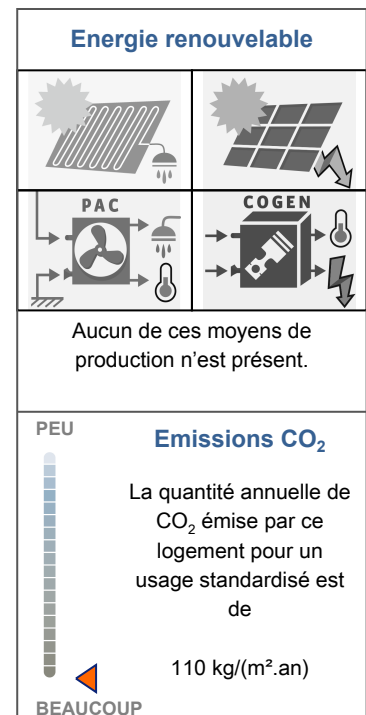 Energie renouvelable
PAC
COGEN
Aucun de ces moyens de
production n'est présent.
PEU
Emissions CO₂
La quantité annuelle de
CO₂ émise par ce
logement pour un
usage standardisé est
de
110 kg/(m².an)
BEAUCOUP